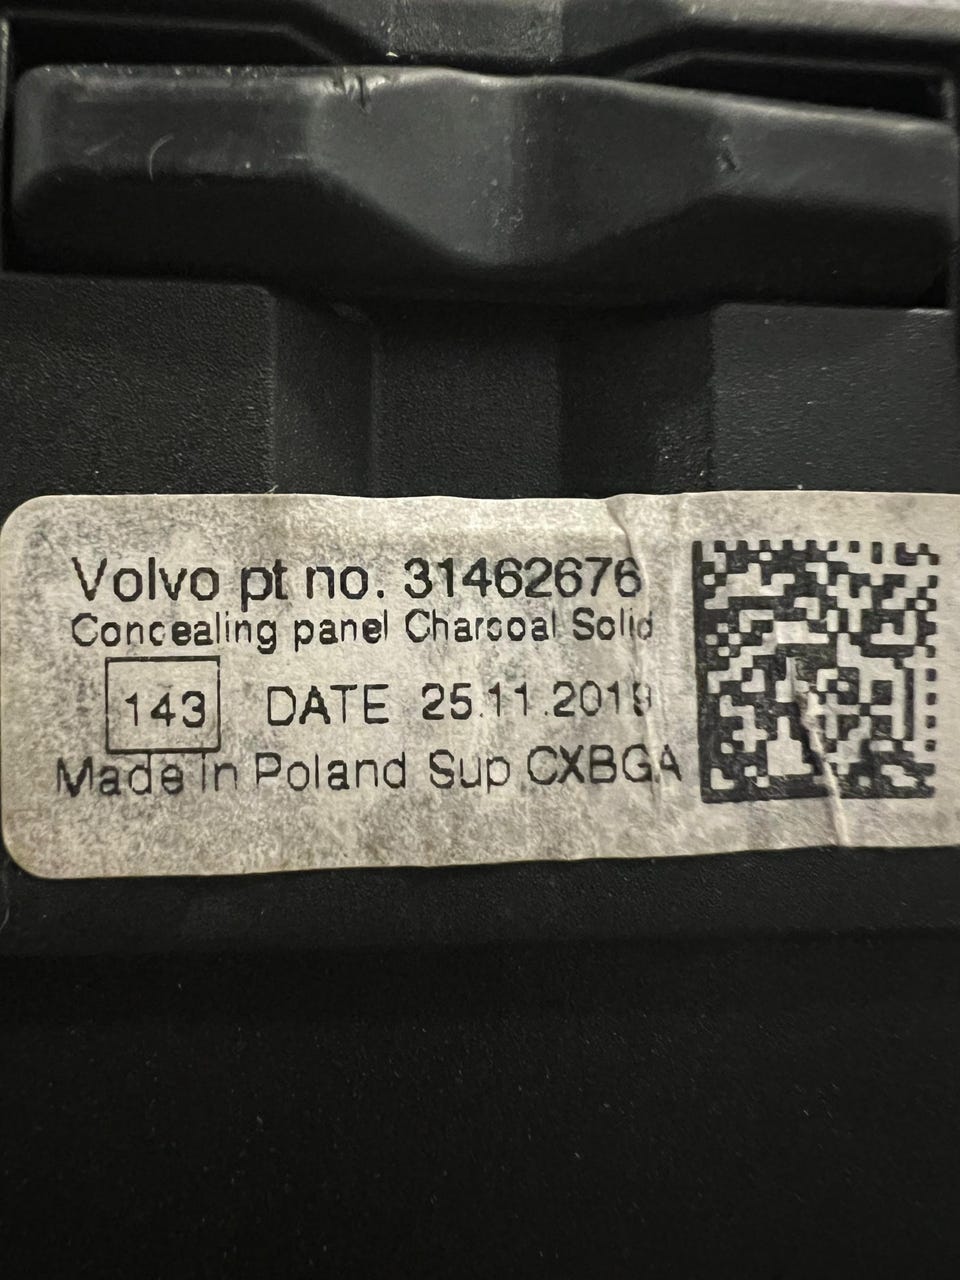 Volvo pt no. 31462676
Concealing panel Charcoal Solid
143 DATE 25.11.2019
Made in Poland Sup CXBGA